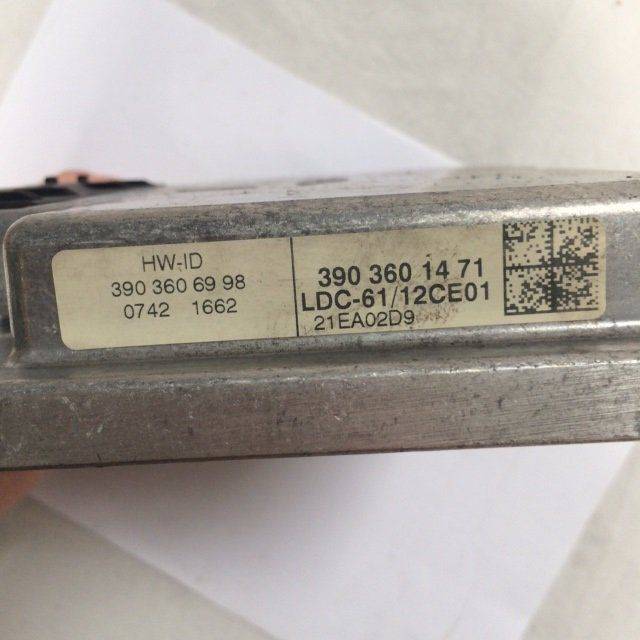 HW-ID
390 360 69 98
0742 1662
390 360 14 71
LDC-61/12CE01
21EA02D9